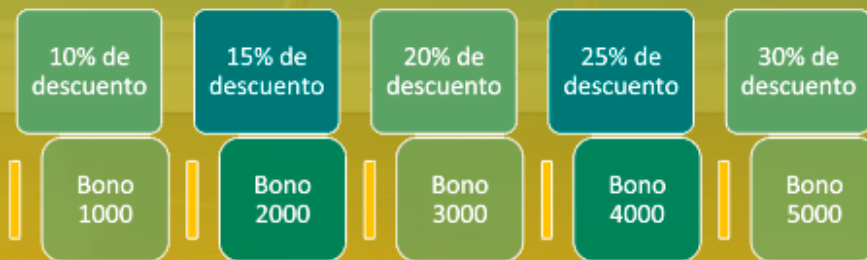 10% de
descuento
15% de
descuento
20% de
descuento
25% de
descuento
30% de
descuento
Bono
1000
Bono
2000
Bono
3000
Bono
4000
Bono
5000